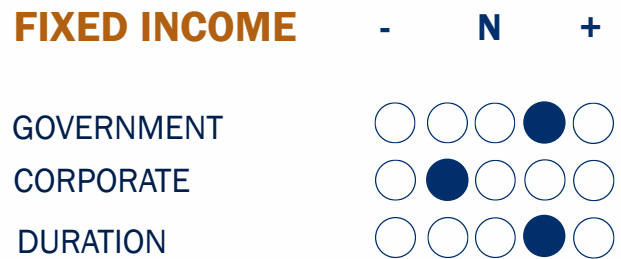 FIXED INCOME - N +
GOVERNMENT
CORPORATE
DURATION